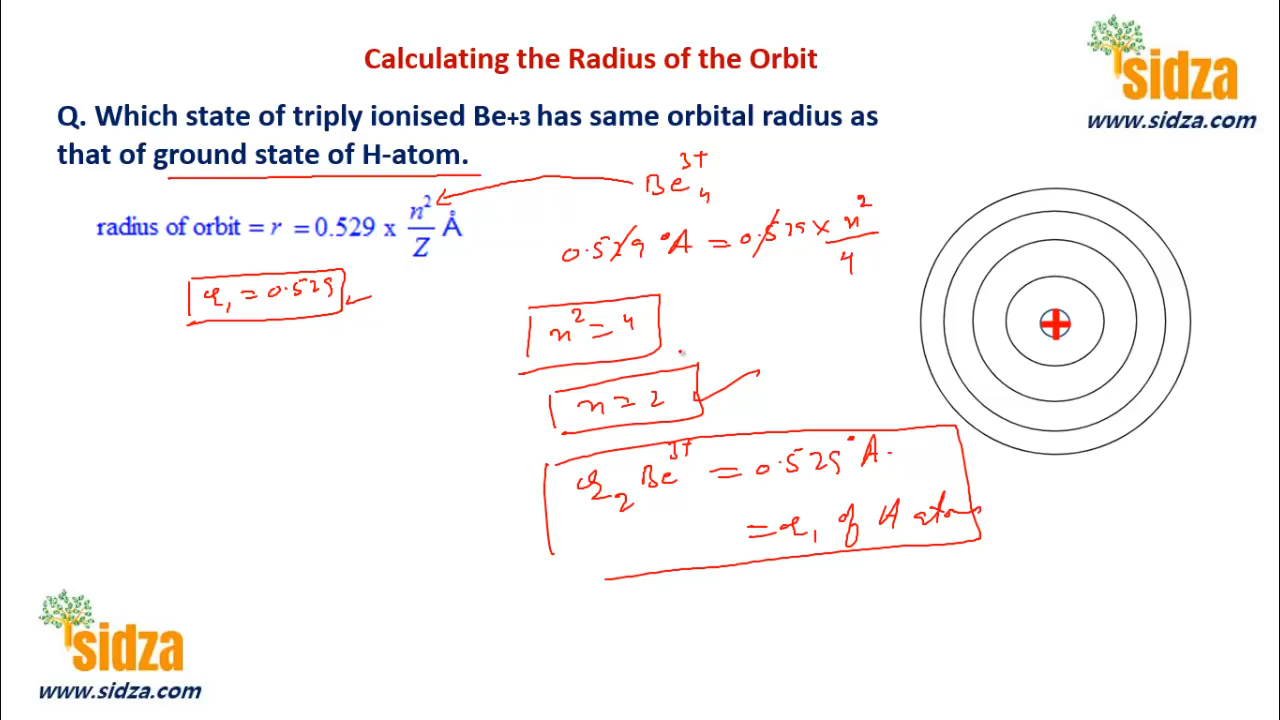 Calculating the Radius of the Orbit
sidza
www.sidza.com
Q. Which state of triply ionised Be+3 has same orbital radius as
that of ground state of H-atom.
Be₄³⁺
radius of orbit = r = 0.529 x n²/Z Å
0.529 °A = 0.529 × n²/4
r₁ = 0.529
n² = 4
n = 2
r₂ Be³⁺ = 0.529 °A.
= r₁ of H atom
sidza
www.sidza.com